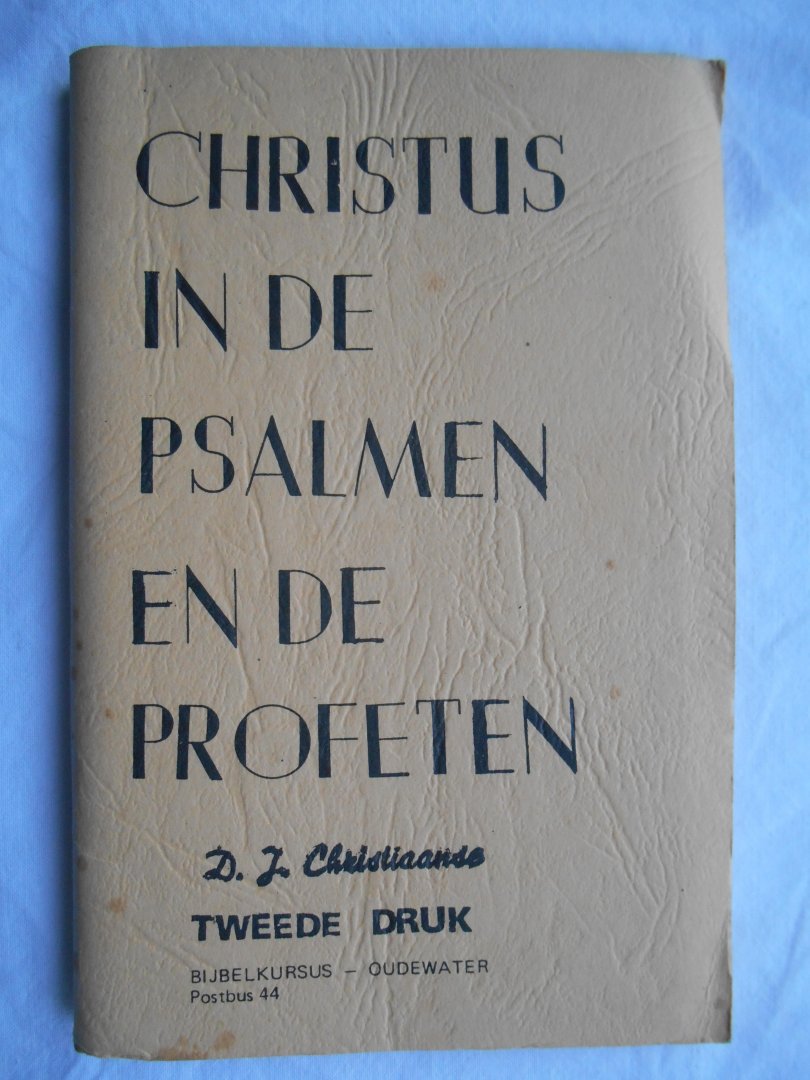 CHRISTUS
IN DE
PSALMEN
EN DE
PROFETEN
D. J. Christiaanse
TWEEDE DRUK
BIJBELKURSUS – OUDEWATER
Postbus 44